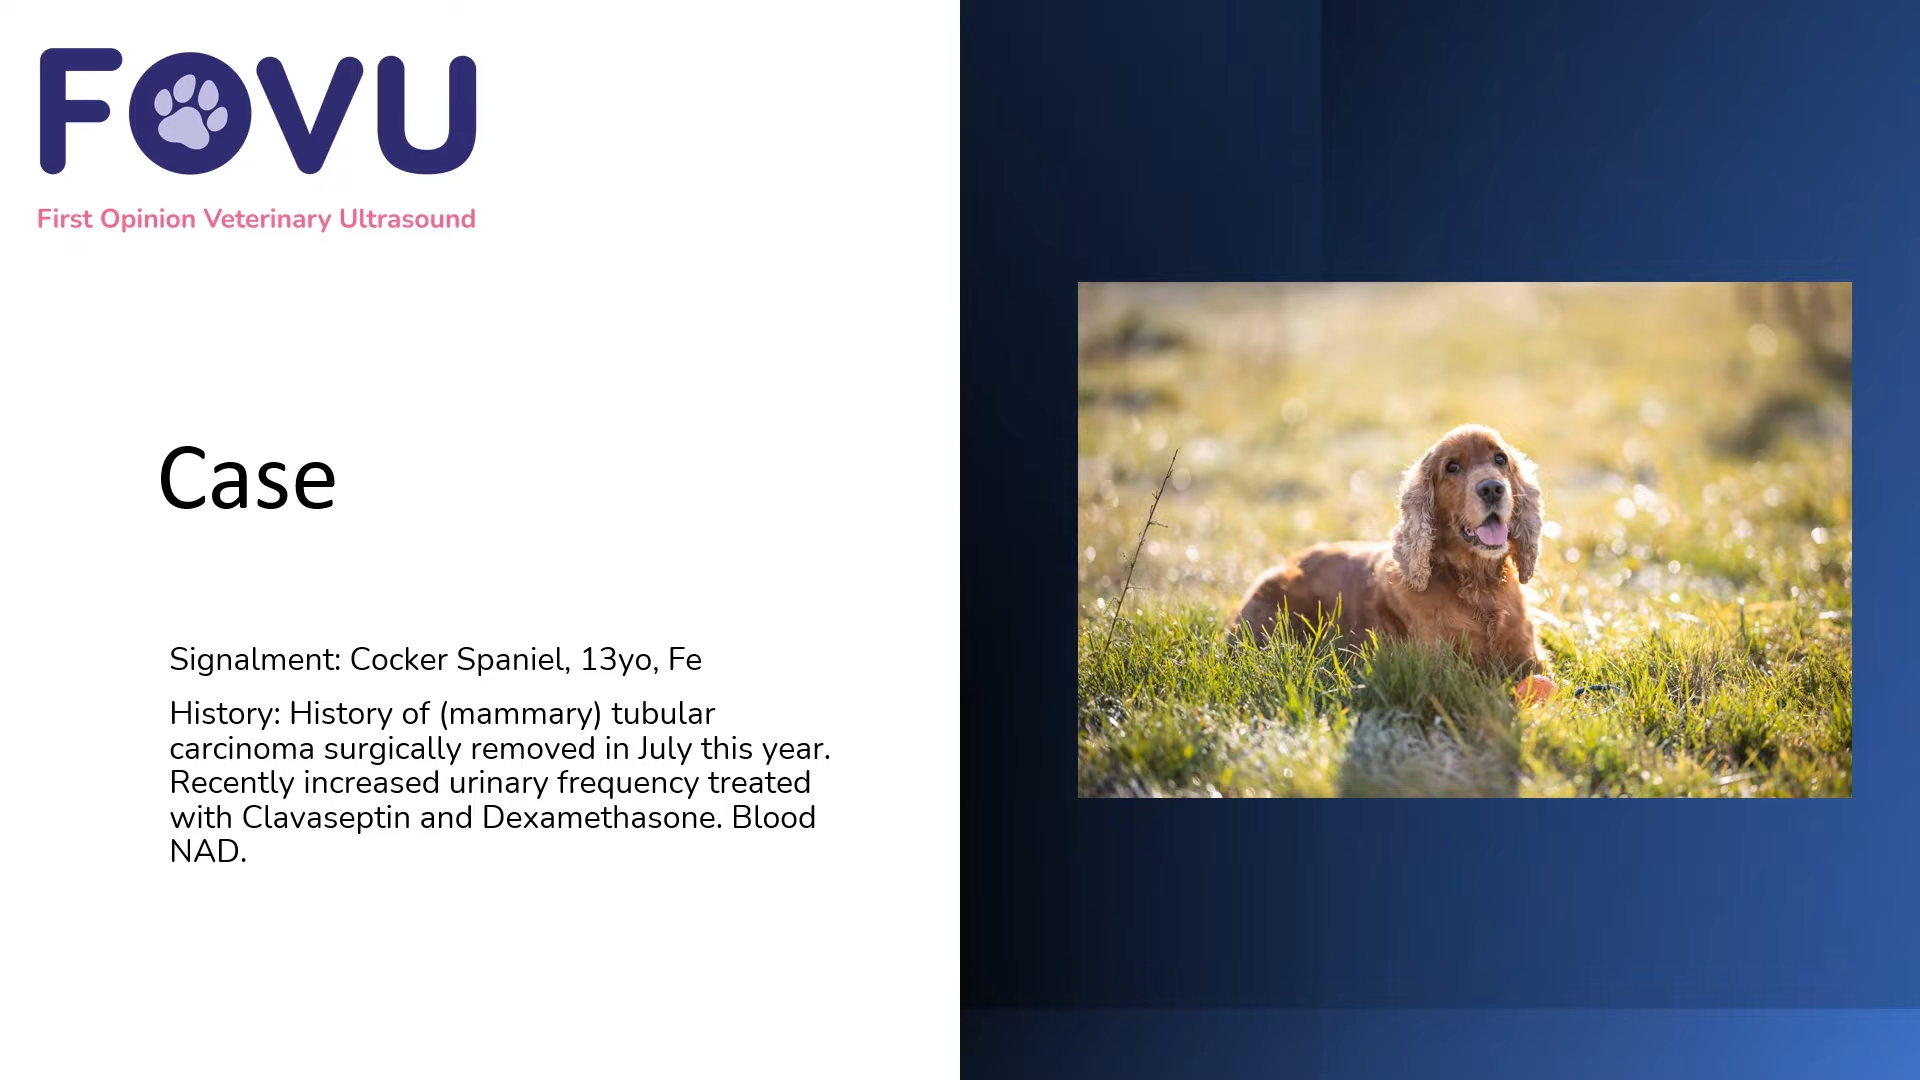 FOVU
First Opinion Veterinary Ultrasound
Case
Signalment: Cocker Spaniel, 13yo, Fe
History: History of (mammary) tubular
carcinoma surgically removed in July this year.
Recently increased urinary frequency treated
with Clavaseptin and Dexamethasone. Blood
NAD.